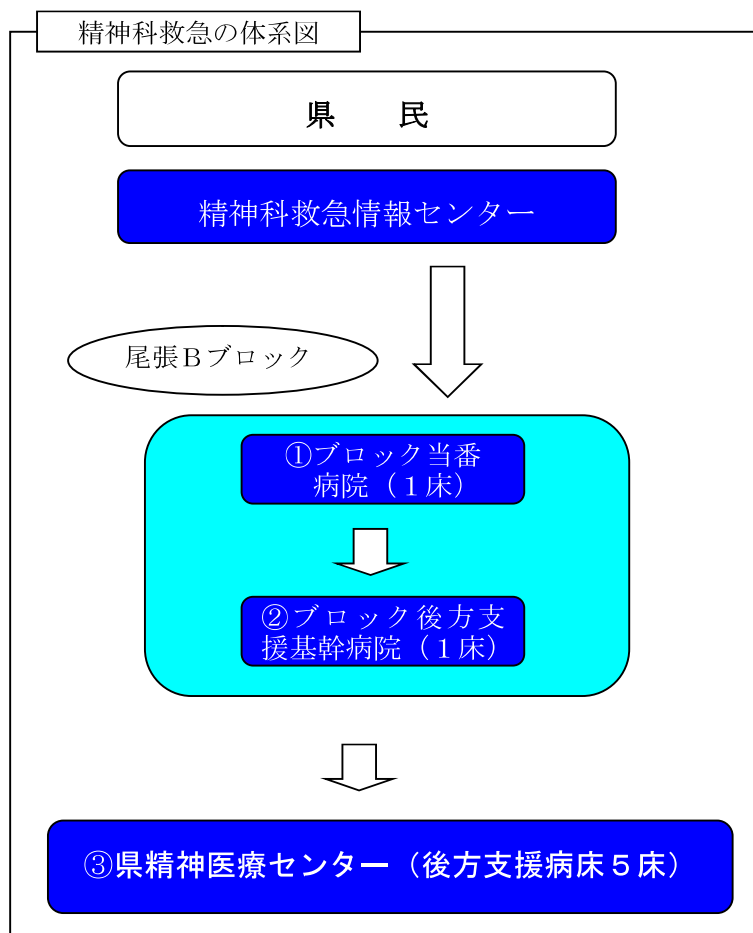 精神科救急の体系図
県　　民
精神科救急情報センター
尾張Ｂブロック
①ブロック当番
病院（１床）
②ブロック後方支
援基幹病院（１床）
③県精神医療センター（後方支援病床５床）